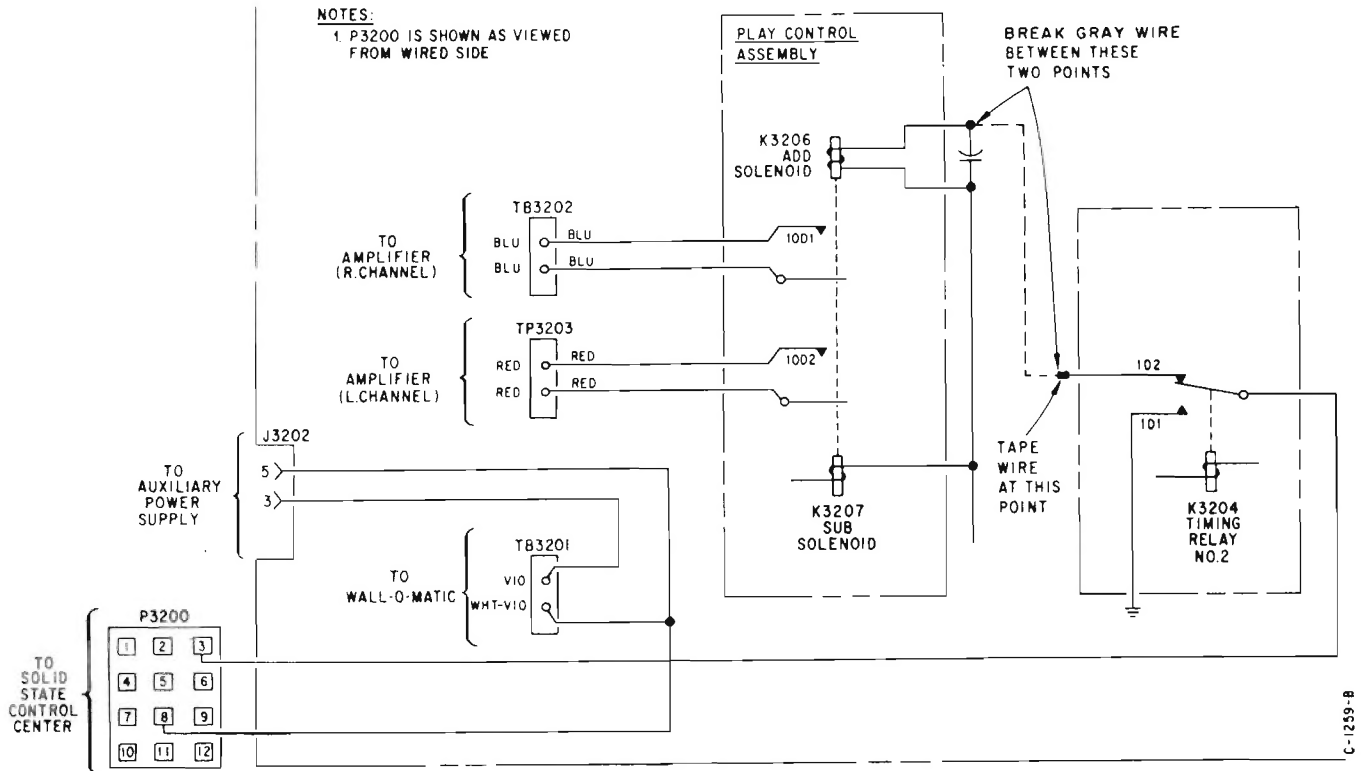 NOTES:
1. P3200 IS SHOWN AS VIEWED
FROM WIRED SIDE
PLAY CONTROL
ASSEMBLY
BREAK GRAY WIRE
BETWEEN THESE
TWO POINTS
K3206
ADD
SOLENOID
TB3202
TO
AMPLIFIER
(R.CHANNEL)
BLU
BLU
BLU
BLU
10D1
TP3203
TO
AMPLIFIER
(L.CHANNEL)
RED
RED
RED
RED
10D2
1D2
1D1
TAPE
WIRE
AT THIS
POINT
K3204
TIMING
RELAY
NO.2
J3202
5
3
TO
AUXILIARY
POWER
SUPPLY
K3207
SUB
SOLENOID
TB3201
TO
WALL-O-MATIC
VIO
WHT-VIO
P3200
1 2 3
4 5 6
7 8 9
10 11 12
TO
SOLID
STATE
CONTROL
CENTER
C-1259-B